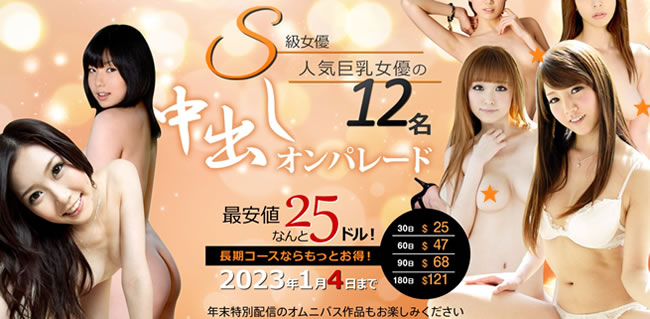 S級女優
人気巨乳女優の
12名
中出し
オンパレード
最安値
なんと25ドル!
長期コースならもっとお得!
2023年1月4日まで
30日 $ 25
60日 $ 47
90日 $ 68
180日 $121
年末特別配信のオムニバス作品もお楽しみください